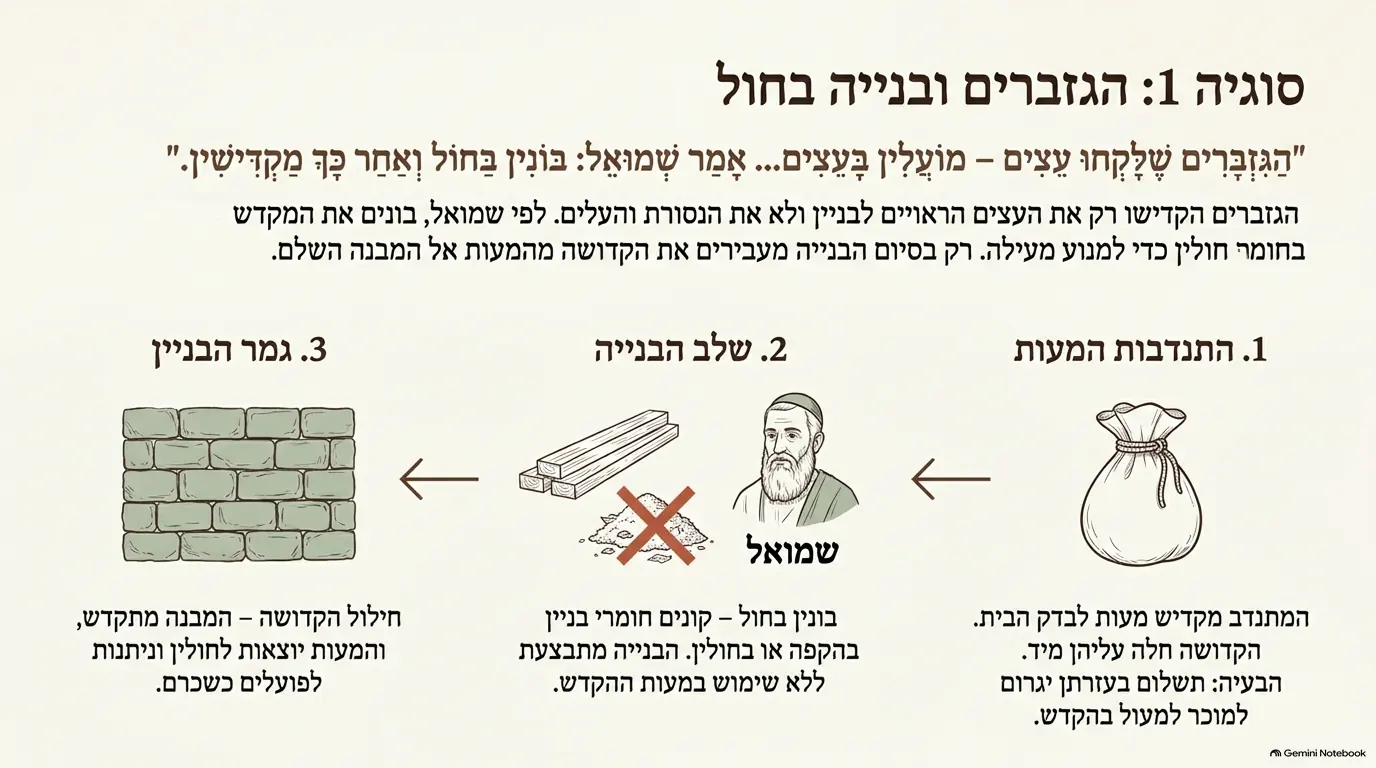 סוגיה 1: הגזברים ובנייה בחול
"הַגִּזְבָּרִים שֶׁלָּקְחוּ עֵצִים – מוֹעֲלִין בָּעֵצִים... אָמַר שְׁמוּאֵל: בּוֹנִין בַּחוֹל וְאַחַר כָּךְ מַקְדִּישִׁין."
הגזברים הקדישו רק את העצים הראויים לבניין ולא את הנסורת והעלים. לפי שמואל, בונים את המקדש
בחומרי חולין כדי למנוע מעילה. רק בסיום הבנייה מעבירים את הקדושה מהמעות אל המבנה השלם.
1. התנדבות המעות
המתנדב מקדיש מעות לבדק הבית.
הקדושה חלה עליהן מיד.
הבעיה: תשלום בעזרתן יגרום
למוכר למעול בהקדש.
2. שלב הבנייה
שמואל
בונין בחול – קונים חומרי בניין
בהקפה או בחולין. הבנייה מתבצעת
ללא שימוש במעות ההקדש.
3. גמר הבניין
חילול הקדושה – המבנה מתקדש,
והמעות יוצאות לחולין וניתנות
לפועלים כשכרם.
Gemini Notebook